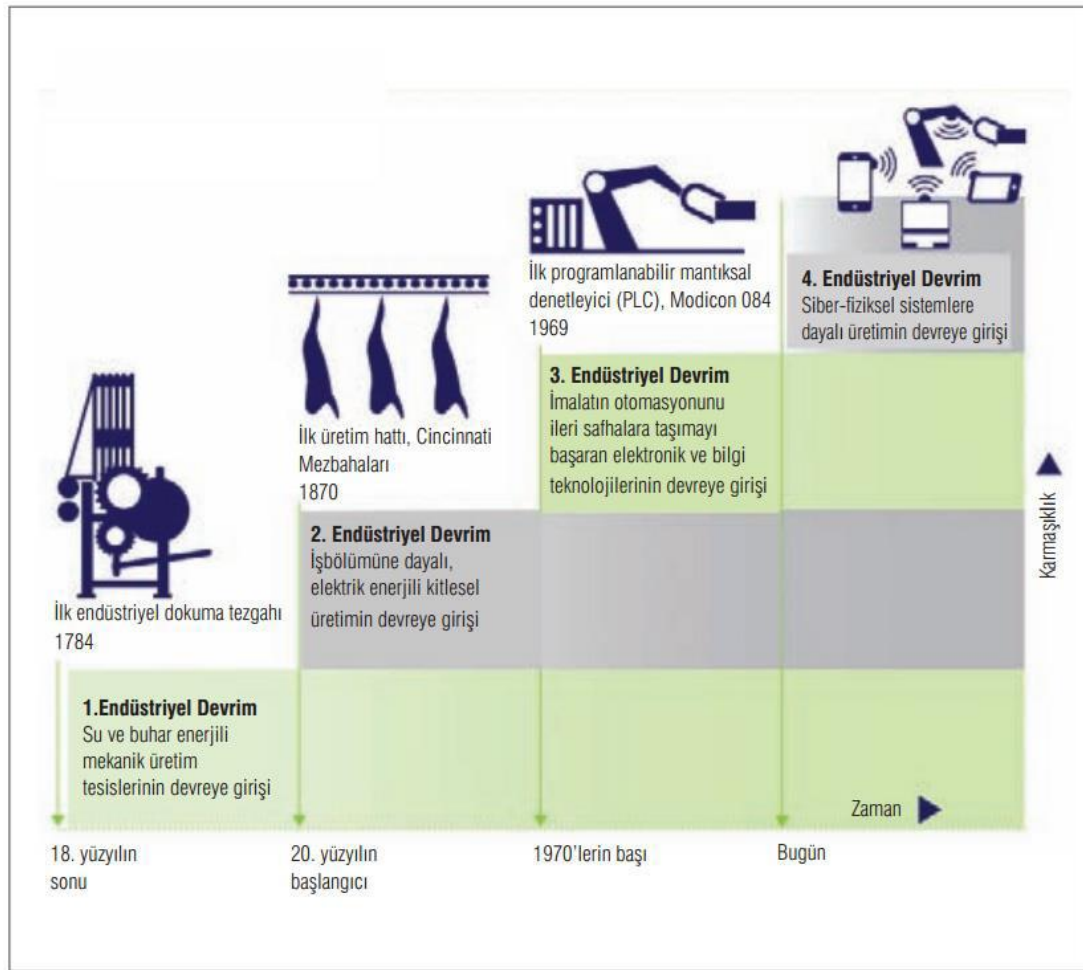 İlk endüstriyel dokuma tezgahı
1784
1.Endüstriyel Devrim
Su ve buhar enerjili
mekanik üretim
tesislerinin devreye girişi
18. yüzyılın
sonu
İlk üretim hattı, Cincinnati
Mezbahaları
1870
2. Endüstriyel Devrim
İşbölümüne dayalı,
elektrik enerjili kitlesel
üretimin devreye girişi
20. yüzyılın
başlangıcı
İlk programlanabilir mantıksal
denetleyici (PLC), Modicon 084
1969
3. Endüstriyel Devrim
İmalatın otomasyonunu
ileri safhalara taşımayı
başaran elektronik ve bilgi
teknolojilerinin devreye girişi
1970'lerin başı
4. Endüstriyel Devrim
Siber-fiziksel sistemlere
dayalı üretimin devreye girişi
Bugün
Zaman
Karmaşıklık